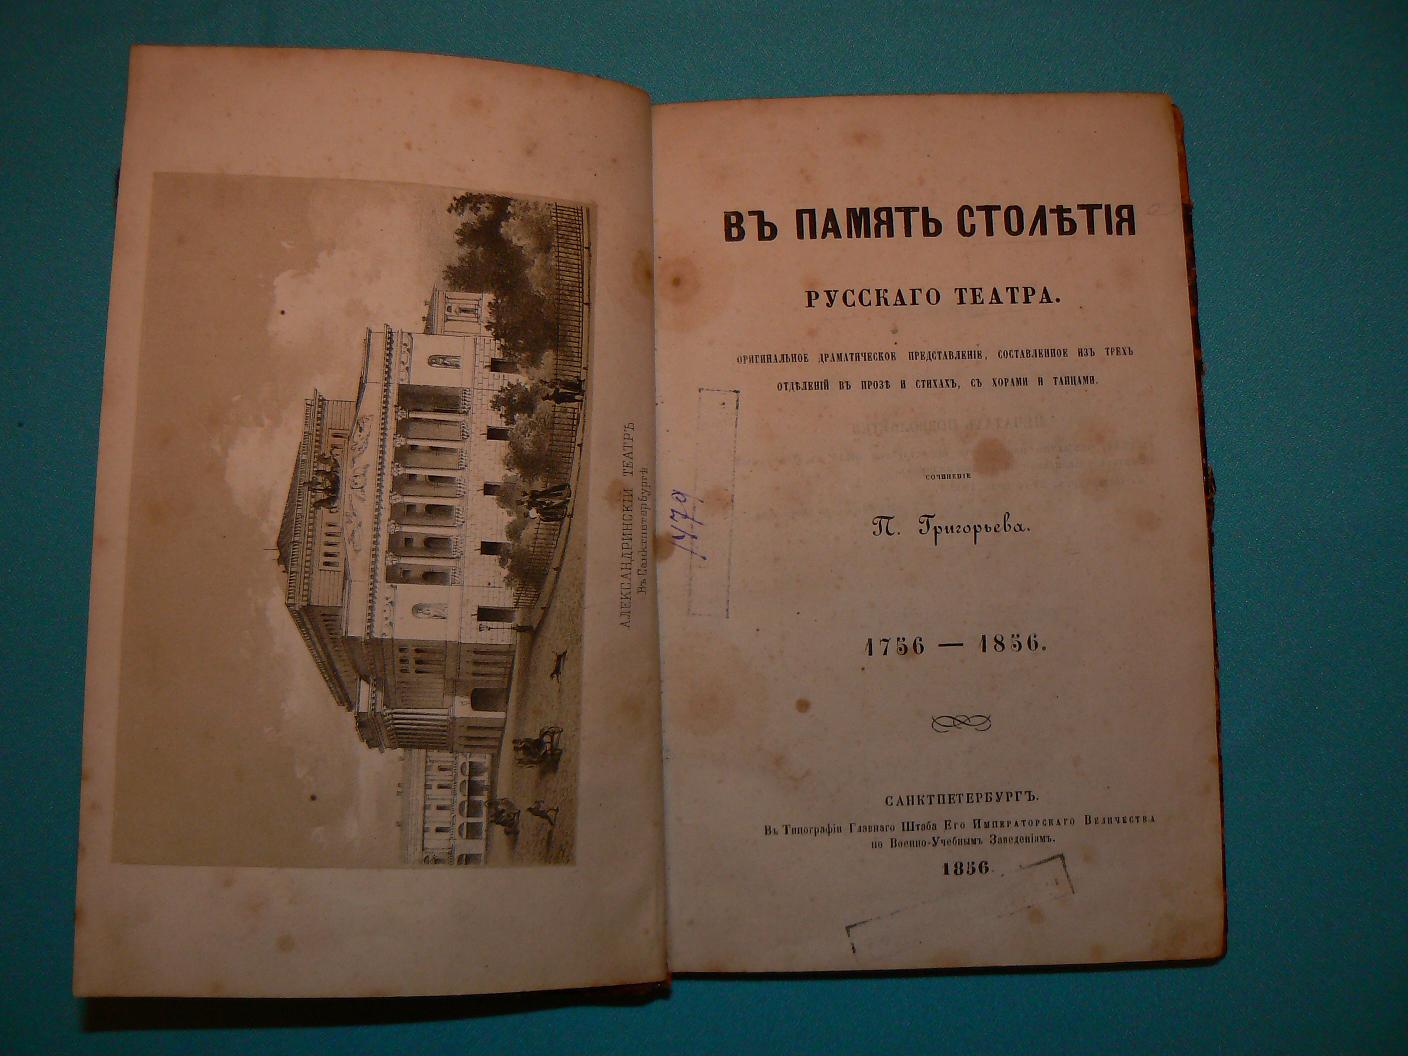 АЛЕКСАНДРИНСКІЙ ТЕАТРЪ
Въ Санктпетербургѣ
1479
ВЪ ПАМЯТЬ СТОЛѢТІЯ
РУССКАГО ТЕАТРА.
ОРИГИНАЛЬНОЕ ДРАМАТИЧЕСКОЕ ПРЕДСТАВЛЕНІЕ, СОСТАВЛЕННОЕ ИЗЪ ТРЕХЪ
ОТДѢЛЕНІЙ ВЪ ПРОЗѢ И СТИХАХЪ, СЪ ХОРАМИ И ТАНЦАМИ.
СОЧИНЕНІЕ
П. Григорьева.
1756 — 1856.
САНКТПЕТЕРБУРГЪ.
Въ Типографіи Главнаго Штаба Его Императорскаго Величества
по Военно-Учебнымъ Заведеніямъ.
1856.